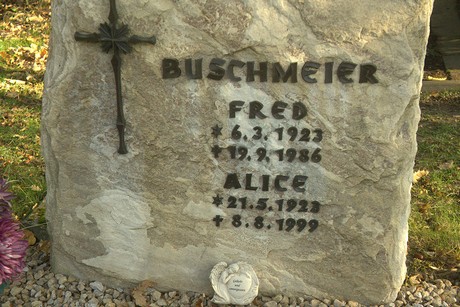 BUSCHMEIER
FRED
* 6.3.1923
† 19.9.1986
ALICE
* 21.5.1923
† 8.8.1999